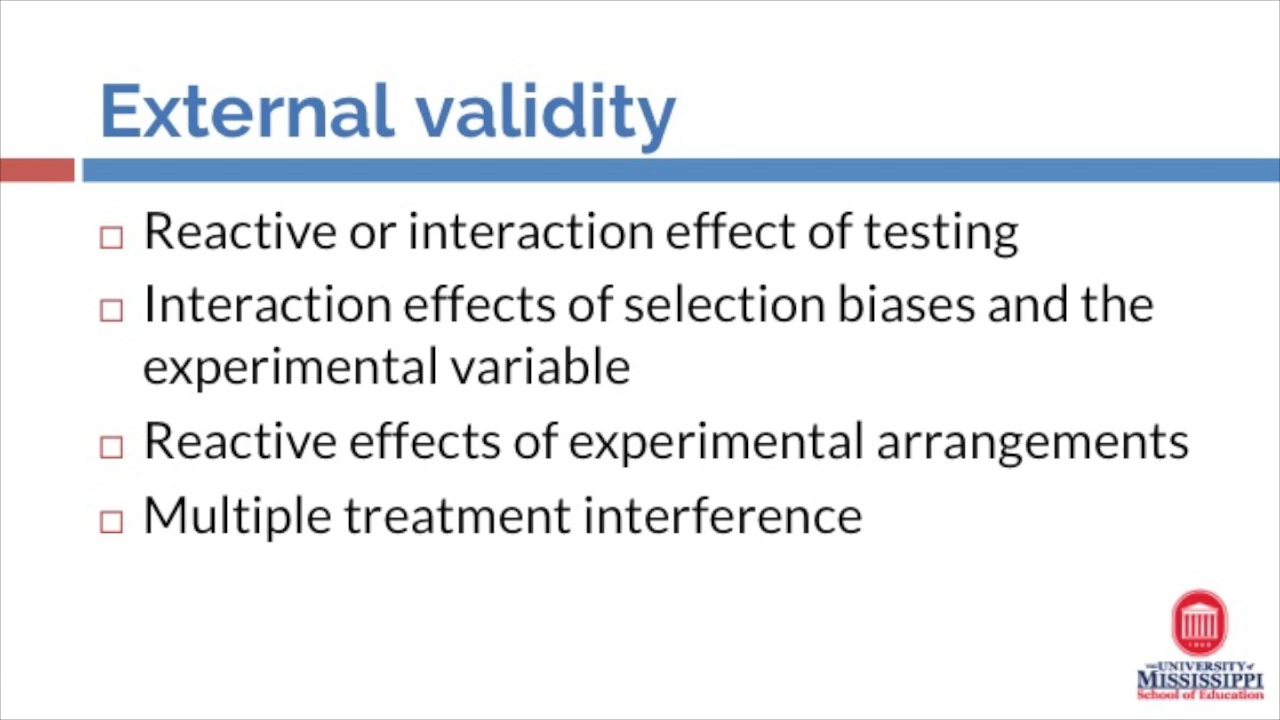 External validity
Reactive or interaction effect of testing
Interaction effects of selection biases and the
experimental variable
Reactive effects of experimental arrangements
Multiple treatment interference
THE UNIVERSITY of
MISSISSIPPI
School of Education